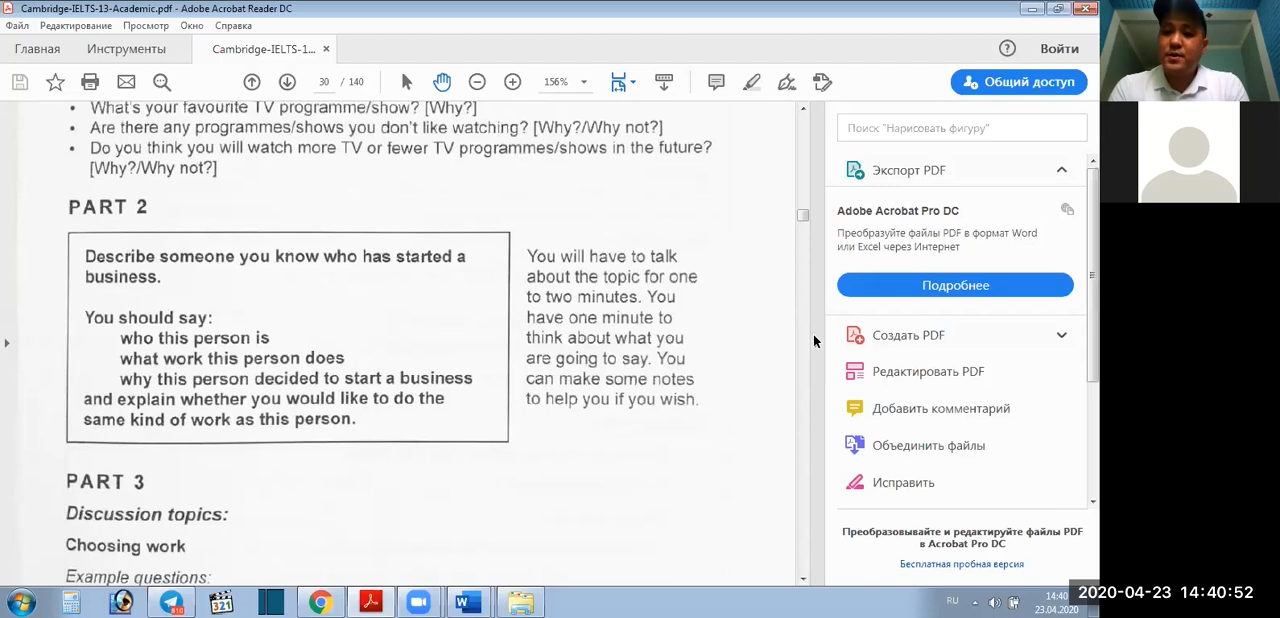 Cambridge-IELTS-13-Academic.pdf - Adobe Acrobat Reader DC
Файл Редактирование Просмотр Окно Справка
Главная Инструменты Cambridge-IELTS-1... × Войти
30 / 140 156% Общий доступ
• What's your favourite TV programme/show? [Why?]
• Are there any programmes/shows you don't like watching? [Why?/Why not?]
• Do you think you will watch more TV or fewer TV programmes/shows in the future?
[Why?/Why not?]
PART 2
Describe someone you know who has started a
business.
You should say:
who this person is
what work this person does
why this person decided to start a business
and explain whether you would like to do the
same kind of work as this person.
You will have to talk
about the topic for one
to two minutes. You
have one minute to
think about what you
are going to say. You
can make some notes
to help you if you wish.
PART 3
Discussion topics:
Choosing work
Example questions:
Поиск "Нарисовать фигуру"
Экспорт PDF
Adobe Acrobat Pro DC
Преобразуйте файлы PDF в формат Word
или Excel через Интернет
Подробнее
Создать PDF
Редактировать PDF
Добавить комментарий
Объединить файлы
Исправить
Преобразовывайте и редактируйте файлы PDF
в Acrobat Pro DC
Бесплатная пробная версия
321
810
RU
14:40
23.04.2020
2020-04-23 14:40:52